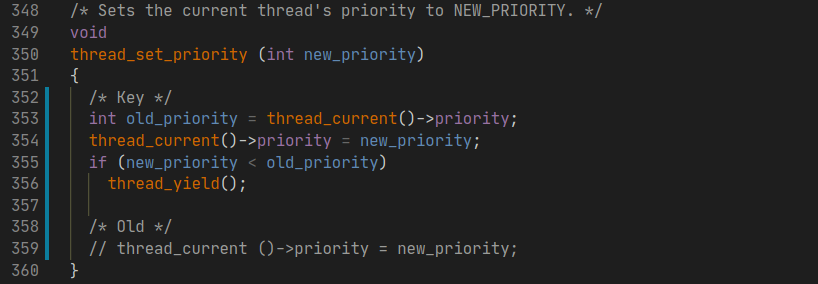 348 /* Sets the current thread's priority to NEW_PRIORITY. */
349 void
350 thread_set_priority (int new_priority)
351 {
352   /* Key */
353   int old_priority = thread_current()->priority;
354   thread_current()->priority = new_priority;
355   if (new_priority < old_priority)
356     thread_yield();
357
358   /* Old */
359   // thread_current ()->priority = new_priority;
360 }